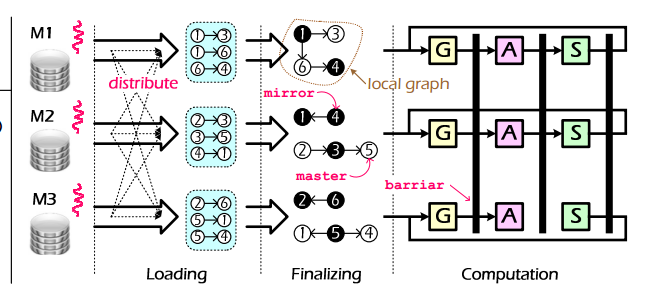 M1
1 3
1 6
6 4
1 3
6 4
G A S
distribute
local graph
mirror
M2
2 3
3 5
4 1
1 4
2 3 5
G A S
master
barriar
M3
2 6
5 1
5 4
2 6
1 5 4
G A S
Loading Finalizing Computation